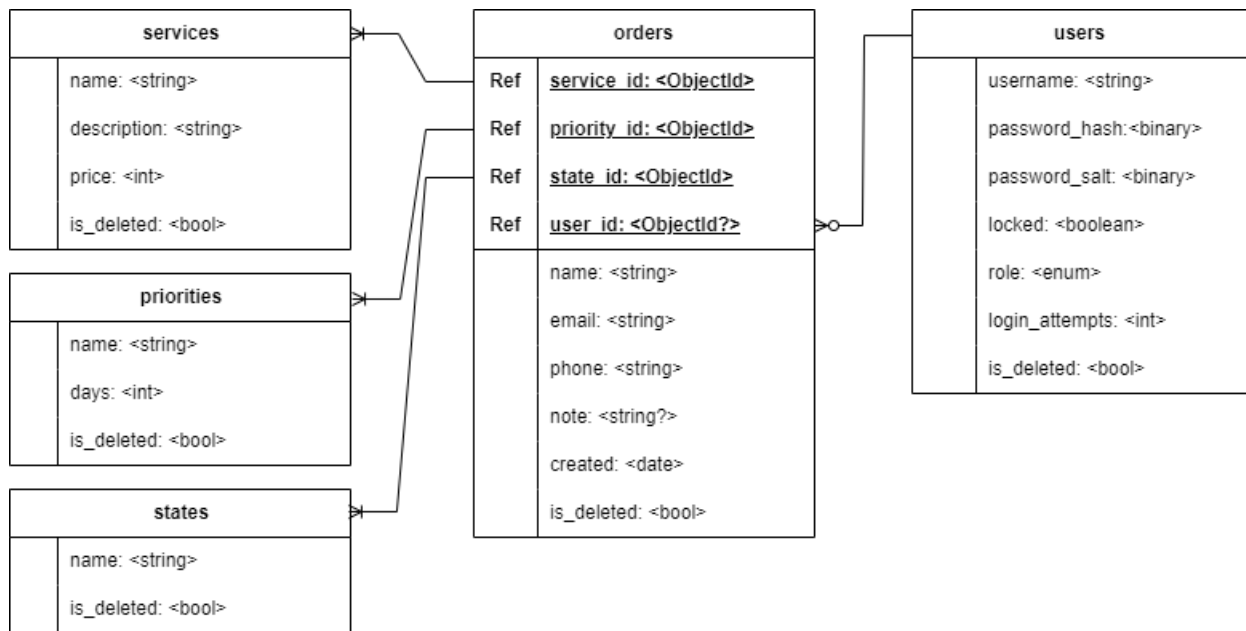 services
name: <string>
description: <string>
price: <int>
is_deleted: <bool>
priorities
name: <string>
days: <int>
is_deleted: <bool>
states
name: <string>
is_deleted: <bool>
orders
Ref service_id: <ObjectId>
Ref priority_id: <ObjectId>
Ref state_id: <ObjectId>
Ref user_id: <ObjectId?>
name: <string>
email: <string>
phone: <string>
note: <string?>
created: <date>
is_deleted: <bool>
users
username: <string>
password_hash:<binary>
password_salt: <binary>
locked: <boolean>
role: <enum>
login_attempts: <int>
is_deleted: <bool>